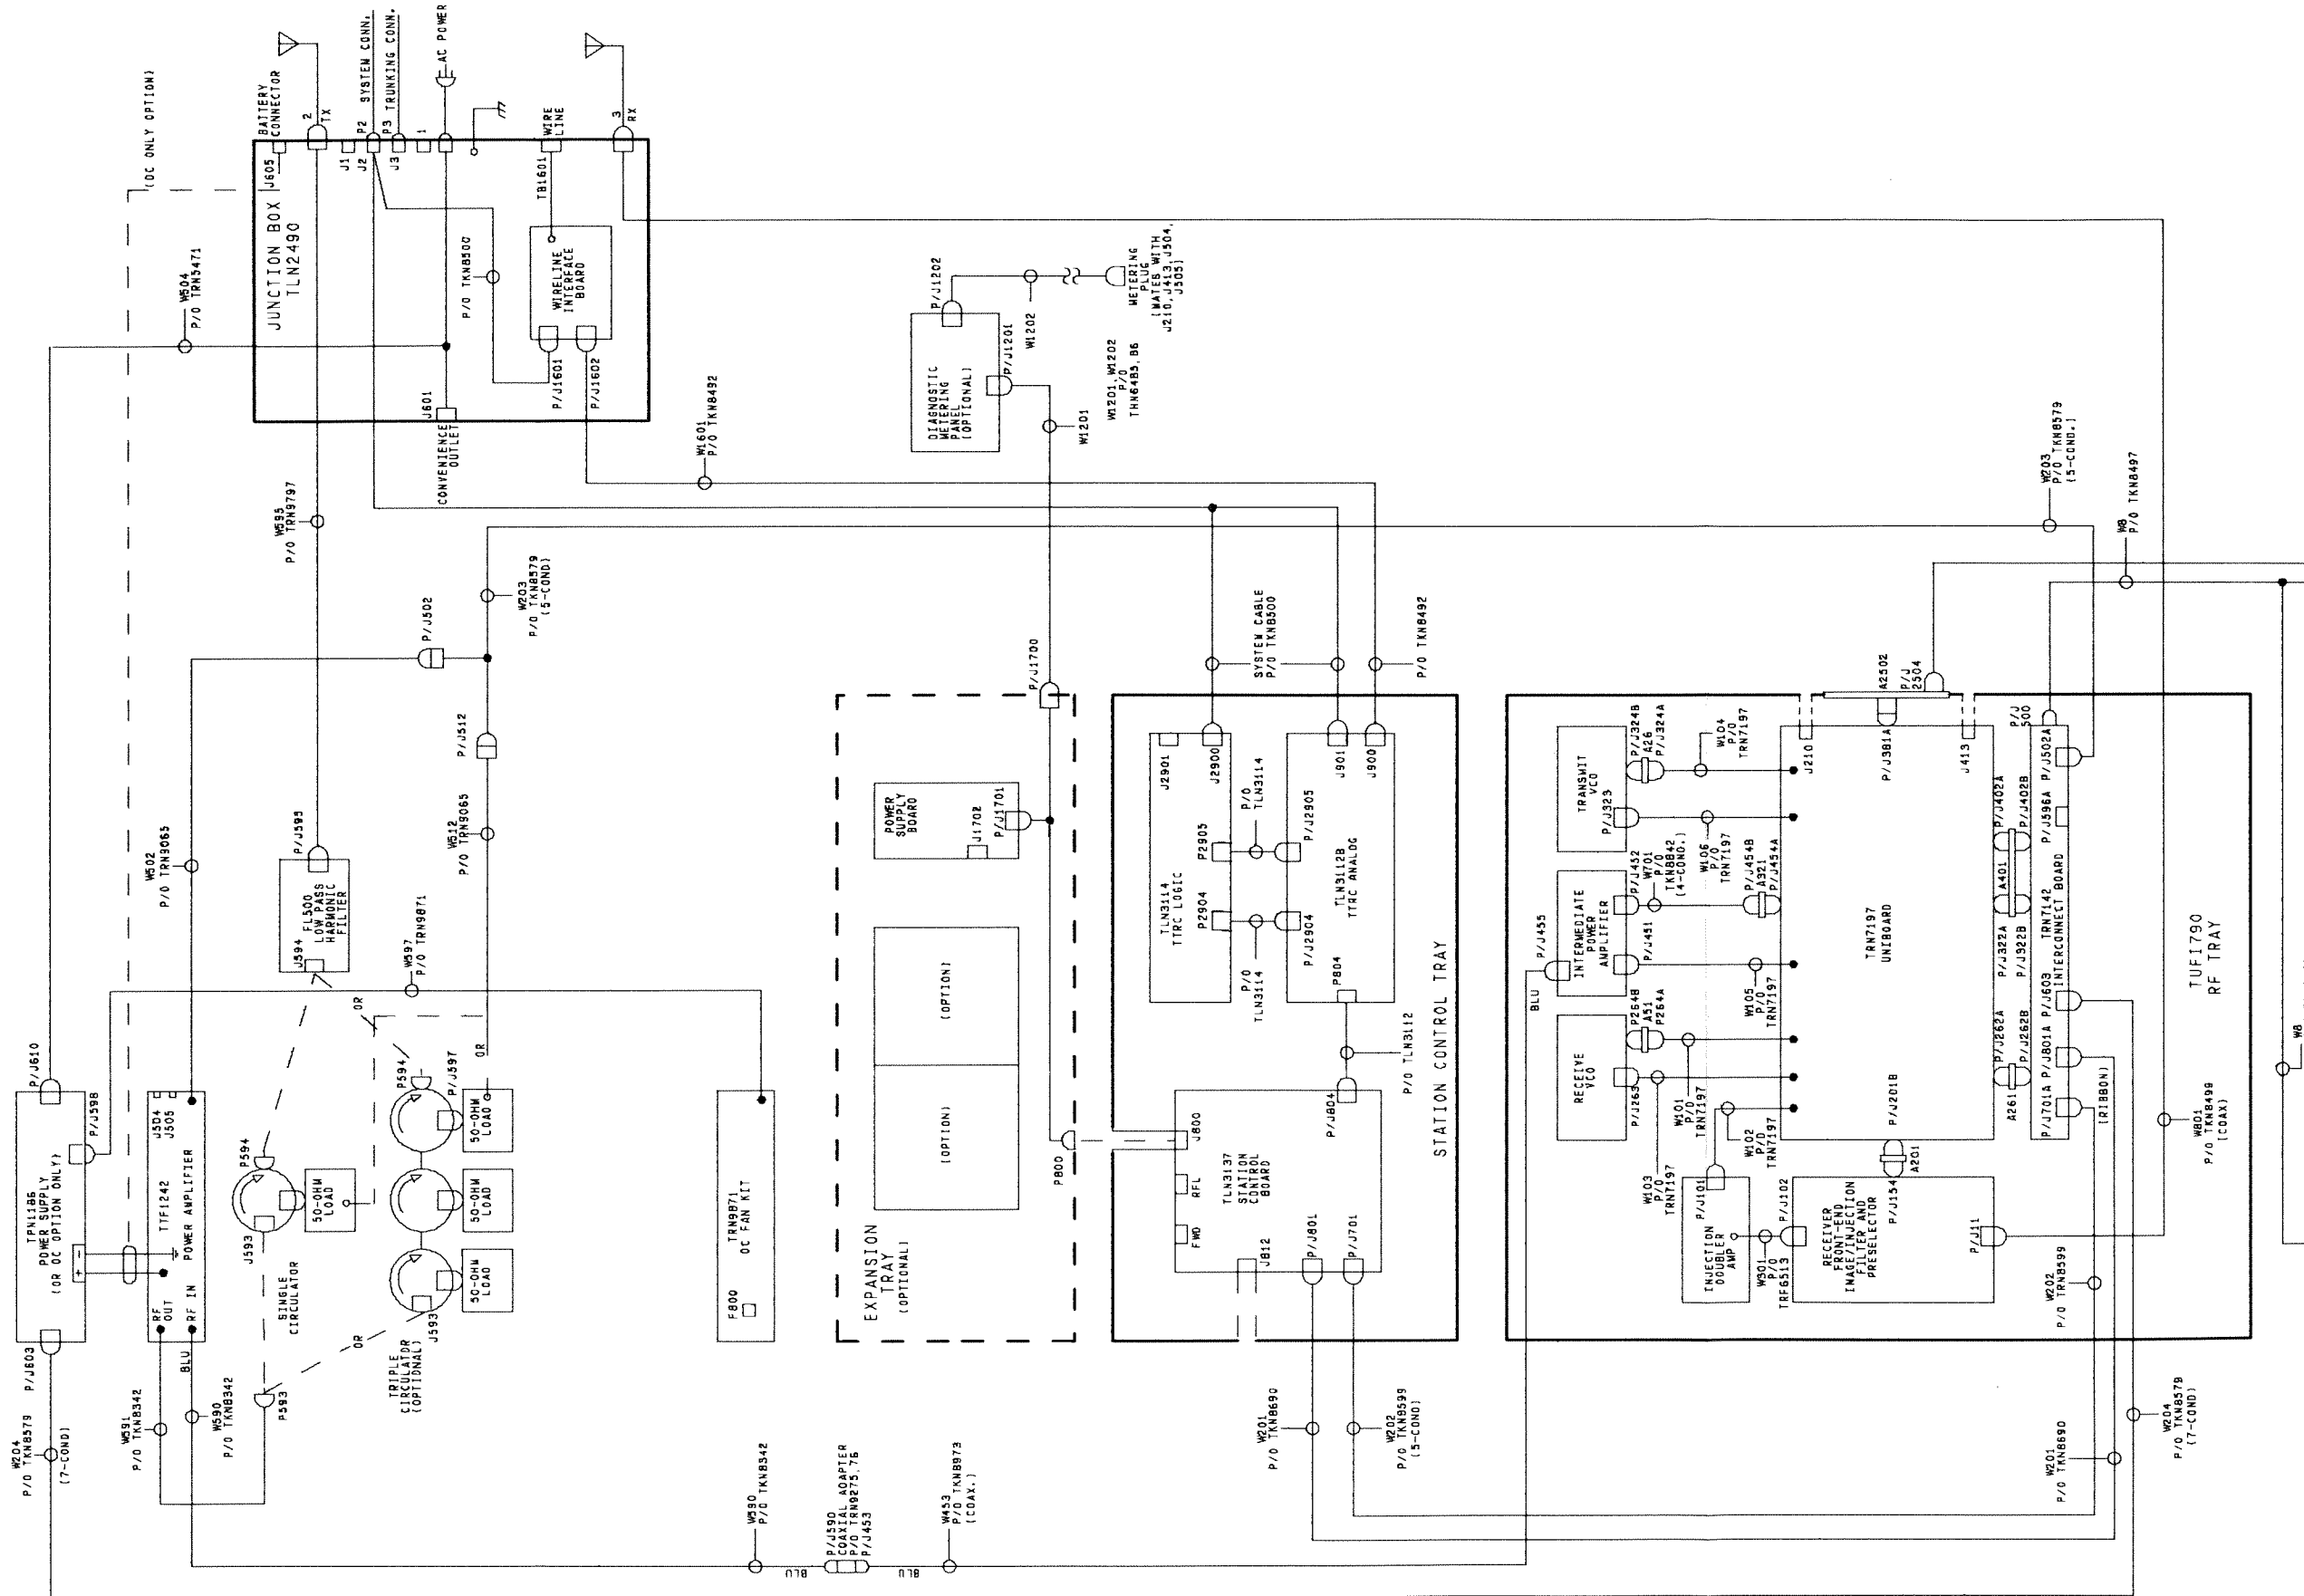 (DC ONLY OPTION)
BATTERY
CONNECTOR
J605
2
TX
J1
J2
P2
SYSTEM CONN.
J3
P3
TRUNKING CONN.
1
AC POWER
TB1601
WIRE
LINE
3
RX
JUNCTION BOX
TLN2490
P/O TKN8500
WIRELINE
INTERFACE
BOARD
P/J1601
P/J1602
J601
CONVENIENCE
OUTLET
W504
P/O TRN5471
W595
P/O TRN9797
W1601
P/O TKN8492
P/J1202
W1202
METERING
PLUG
(MATES WITH
J210, J413, J504,
J505)
DIAGNOSTIC
METERING
PANEL
(OPTIONAL)
P/J1201
W1201
W1201, W1202
P/O
THN6485, 86
W203
P/O TKN8579
(5-COND.)
W8
P/O TKN8497
P/J502
W203
P/O TKN8579
(5-COND)
P/J512
W512
P/O TRN9065
W502
P/O TRN9065
P/J595
J594
FL500
LOW PASS
HARMONIC
FILTER
W597
P/O TRN9871
OR
P/J1700
SYSTEM CABLE
P/O TKN8500
P/O TKN8492
P/J610
P/J598
TPN1186
POWER SUPPLY
(OR DC OPTION ONLY)
+ -
P/J603
J504
J505
TTF1242
POWER AMPLIFIER
RF
OUT
RF IN
BLU
P594
J593
50-OHM
LOAD
SINGLE
CIRCULATOR
P594
P/J597
OR
50-OHM
LOAD
50-OHM
LOAD
50-OHM
LOAD
J593
TRIPLE
CIRCULATOR
(OPTIONAL)
OR
P593
W204
P/O TKN8579
(7-COND)
W591
P/O TKN8342
W590
P/O TKN8342
TRN9871
DC FAN KIT
F800
POWER
SUPPLY
BOARD
J1702
P/J1701
(OPTION)
(OPTION)
EXPANSION
TRAY
(OPTIONAL)
P800
J2901
J2900
TLN3114
TTRC LOGIC
P2905
P2904
P/O
TLN3114
P/O
TLN3114
P/J2905
P/J2904
J901
J900
TLN3112B
TTRC ANALOG
P804
P/O TLN3112
P/J804
J800
RFL
FWD
TLN3137
STATION
CONTROL
BOARD
J812
P/J801
P/J701
STATION CONTROL TRAY
W201
P/O TKN8690
W202
P/O TKN8599
(5-COND)
W590
P/O TKN8342
BLU
P/J590
COAXIAL ADAPTER
P/O TRN9275, 76
P/J453
BLU
W453
P/O TKN8973
(COAX.)
A2502
P/J
2504
TRANSMIT
VCO
P/J323
P/J324B
A26
P/J324A
W104
P/O
TRN7197
W106
P/O
TRN7197
J210
P/J381A
J413
P/J
500
P/J455
BLU
INTERMEDIATE
POWER
AMPLIFIER
P/J452
W701
P/O
TKN8842
(4-COND.)
P/J454B
A321
P/J454A
P/J451
W105
P/O
TRN7197
RECEIVE
VCO
P264B
A51
P264A
P/J263
W101
P/O
TRN7197
W102
P/O
TRN7197
W103
P/O
TRN7197
TRN7197
UNIBOARD
P/J201B
A201
P/J154
P/J402A
A401
P/J402B
P/J322A
P/J922B
P/J262A
A261
P/J262B
P/J502A
P/J596A
TRN7142
INTERCONNECT BOARD
P/J603
P/J801A
P/J701A
(RIBBON)
INJECTION
DOUBLER
AMP
P/J101
P/J102
W301
P/O
TRF6513
RECEIVER
FRONT-END
IMAGE/INJECTION
FILTER AND
PRESELECTOR
P/J11
TUF1790
RF TRAY
W801
P/O TKN8499
(COAX)
W202
P/O TRN8599
W201
P/O TKN8690
W204
P/O TKN8579
(7-COND)
W8